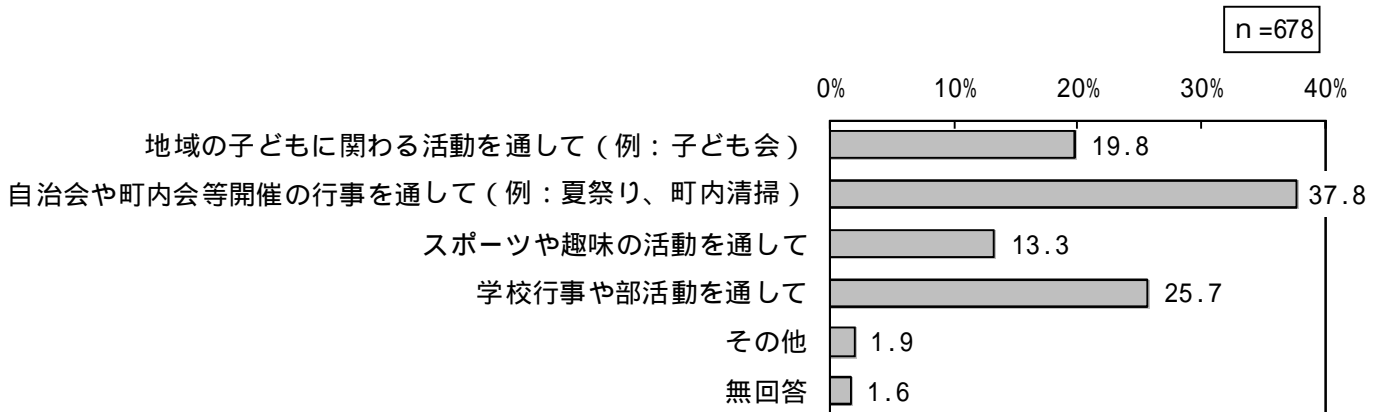 n=678
0% 10% 20% 30% 40%
地域の子どもに関わる活動を通して(例:子ども会) 19.8
自治会や町内会等開催の行事を通して(例:夏祭り、町内清掃) 37.8
スポーツや趣味の活動を通して 13.3
学校行事や部活動を通して 25.7
その他 1.9
無回答 1.6